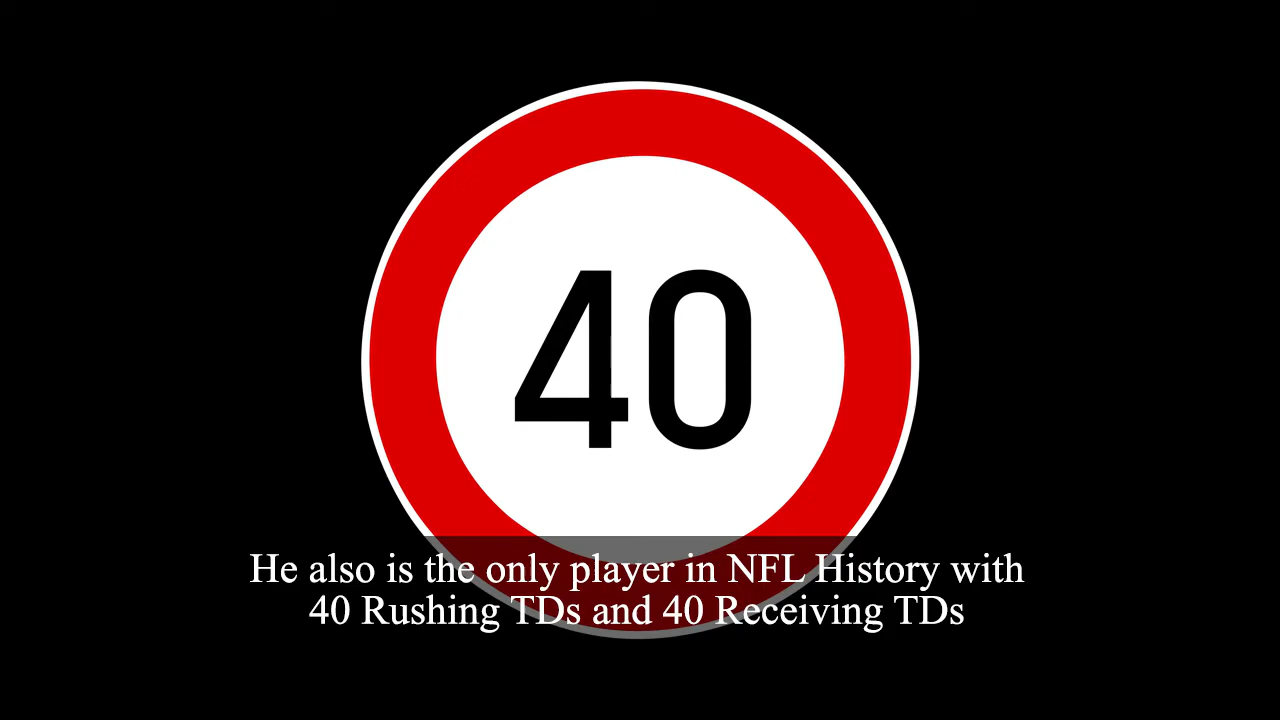 40
He also is the only player in NFL History with
40 Rushing TDs and 40 Receiving TDs